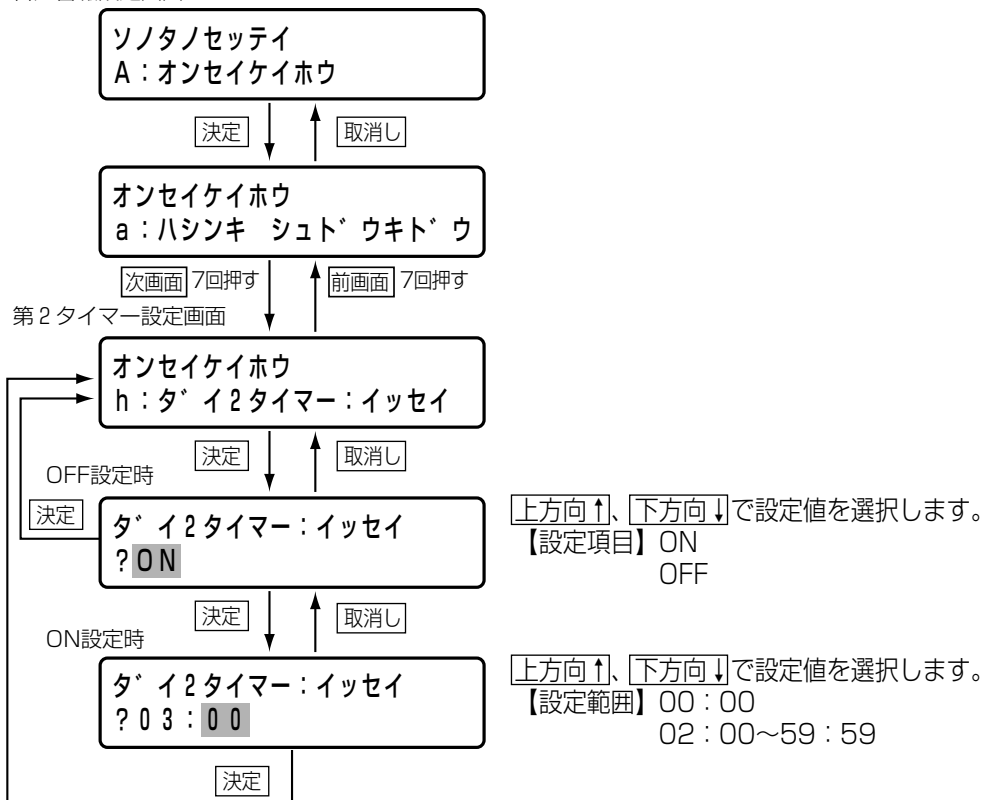 ソノタノセッテイ
A：オンセイケイホウ
決定 取消し
オンセイケイホウ
a：ハシンキ　シュト゛ウキト゛ウ
次画面 7回押す 前画面 7回押す
第２タイマー設定画面
オンセイケイホウ
h：タ゛イ２タイマー：イッセイ
決定 取消し
OFF設定時
決定
タ゛イ２タイマー：イッセイ
？ＯＮ
上方向↑、下方向↓で設定値を選択します。
【設定項目】ON
OFF
決定 取消し
ON設定時
タ゛イ２タイマー：イッセイ
？０３：００
上方向↑、下方向↓で設定値を選択します。
【設定範囲】00：00
02：00～59：59
決定